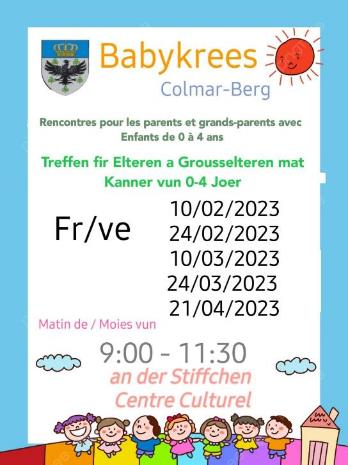 Babykrees
Colmar-Berg
Rencontres pour les parents et grands-parents avec
Enfants de 0 à 4 ans
Treffen fir Elteren a Grousselteren mat
Kanner vun 0-4 Joer
Fr/ve
10/02/2023
24/02/2023
10/03/2023
24/03/2023
21/04/2023
Matin de / Moies vun
9:00 - 11:30
an der Stiffchen
Centre Culturel